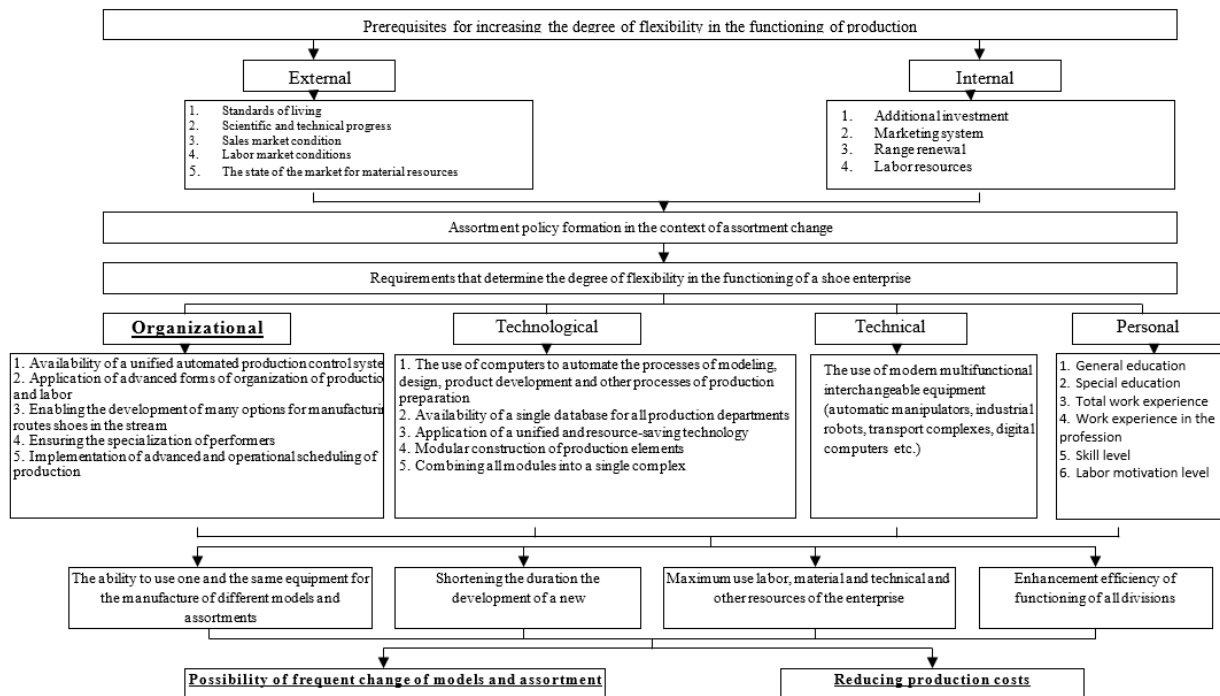 Prerequisites for increasing the degree of flexibility in the functioning of production
External
Internal
1. Standards of living
2. Scientific and technical progress
3. Sales market condition
4. Labor market conditions
5. The state of the market for material resources
1. Additional investment
2. Marketing system
3. Range renewal
4. Labor resources
Assortment policy formation in the context of assortment change
Requirements that determine the degree of flexibility in the functioning of a shoe enterprise
Organizational
Technological
Technical
Personal
1. Availability of a unified automated production control syste
2. Application of advanced forms of organization of productio
and labor
3. Enabling the development of many options for manufacturi
routes shoes in the stream
4. Ensuring the specialization of performers
5. Implementation of advanced and operational scheduling of
production
1. The use of computers to automate the processes of modeling,
design, product development and other processes of production
preparation
2. Availability of a single database for all production departments
3. Application of a unified and resource-saving technology
4. Modular construction of production elements
5. Combining all modules into a single complex
The use of modern multifunctional
interchangeable equipment
(automatic manipulators, industrial
robots, transport complexes, digital
computers etc.)
1. General education
2. Special education
3. Total work experience
4. Work experience in the
profession
5. Skill level
6. Labor motivation level
The ability to use one and the same equipment for
the manufacture of different models and
assortments
Shortening the duration the
development of a new
Maximum use labor, material and technical and
other resources of the enterprise
Enhancement efficiency of
functioning of all divisions
Possibility of frequent change of models and assortment
Reducing production costs